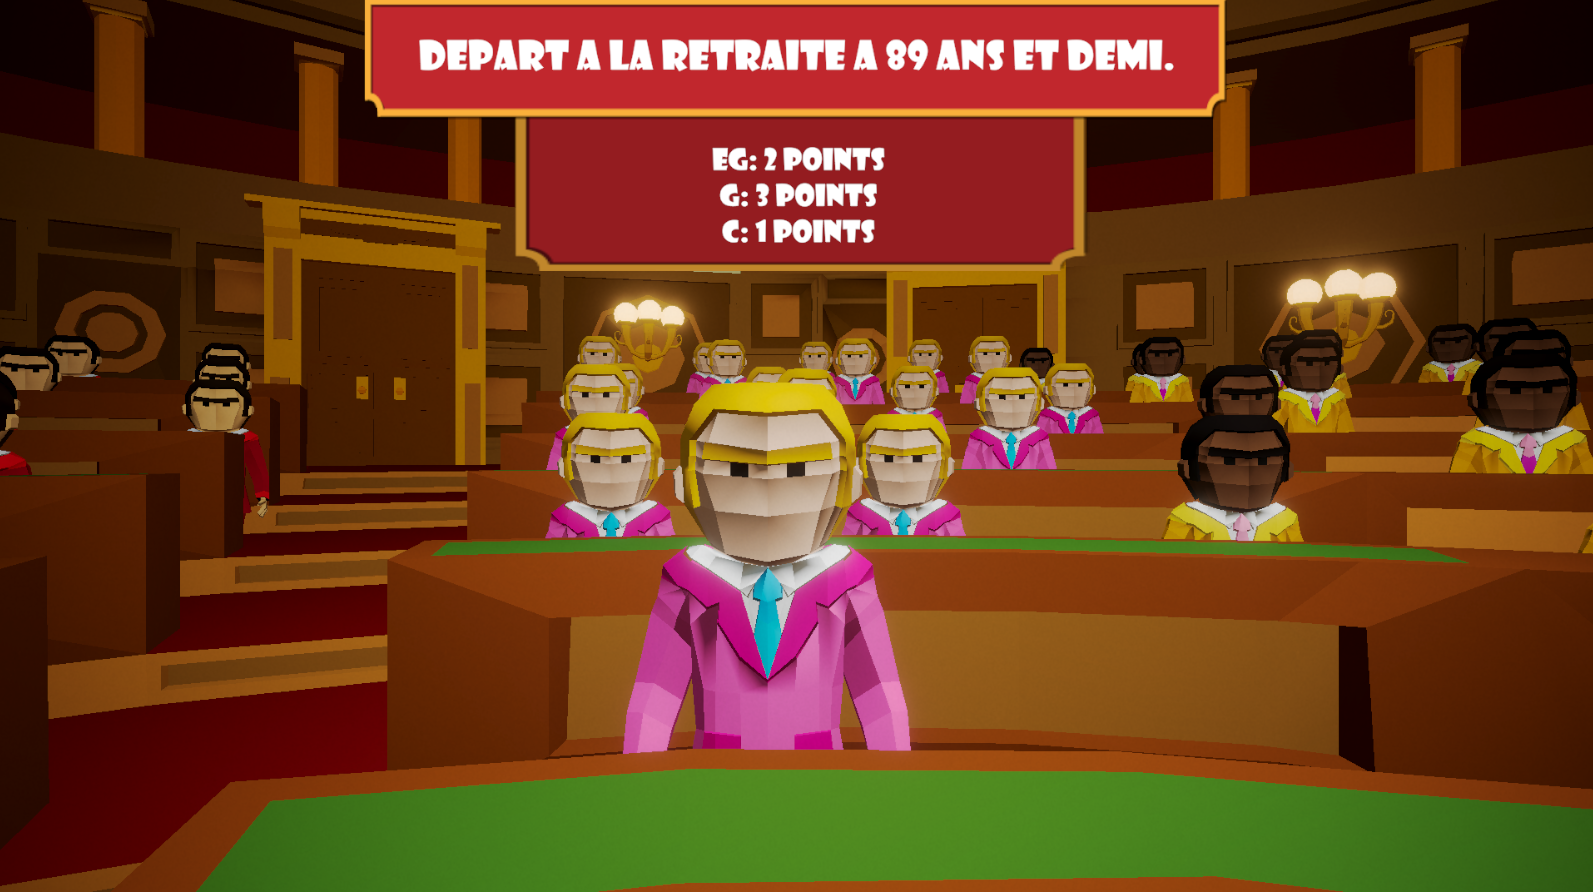 DEPART A LA RETRAITE A 89 ANS ET DEMI.
EG: 2 POINTS
G: 3 POINTS
C: 1 POINTS